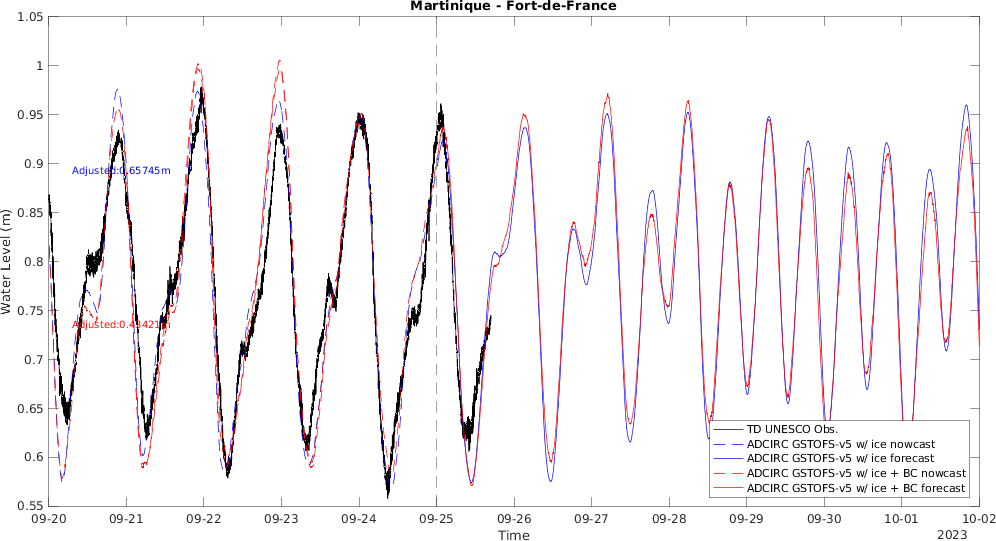 Martinique - Fort-de-France
Water Level (m)
1.05
1
0.95
0.9
0.85
0.8
0.75
0.7
0.65
0.6
0.55
Adjusted:0.65745m
Adjusted:0.43421m
TD UNESCO Obs.
ADCIRC GSTOFS-v5 w/ ice nowcast
ADCIRC GSTOFS-v5 w/ ice forecast
ADCIRC GSTOFS-v5 w/ ice + BC nowcast
ADCIRC GSTOFS-v5 w/ ice + BC forecast
09-20 09-21 09-22 09-23 09-24 09-25 09-26 09-27 09-28 09-29 09-30 10-01 10-02
Time
2023